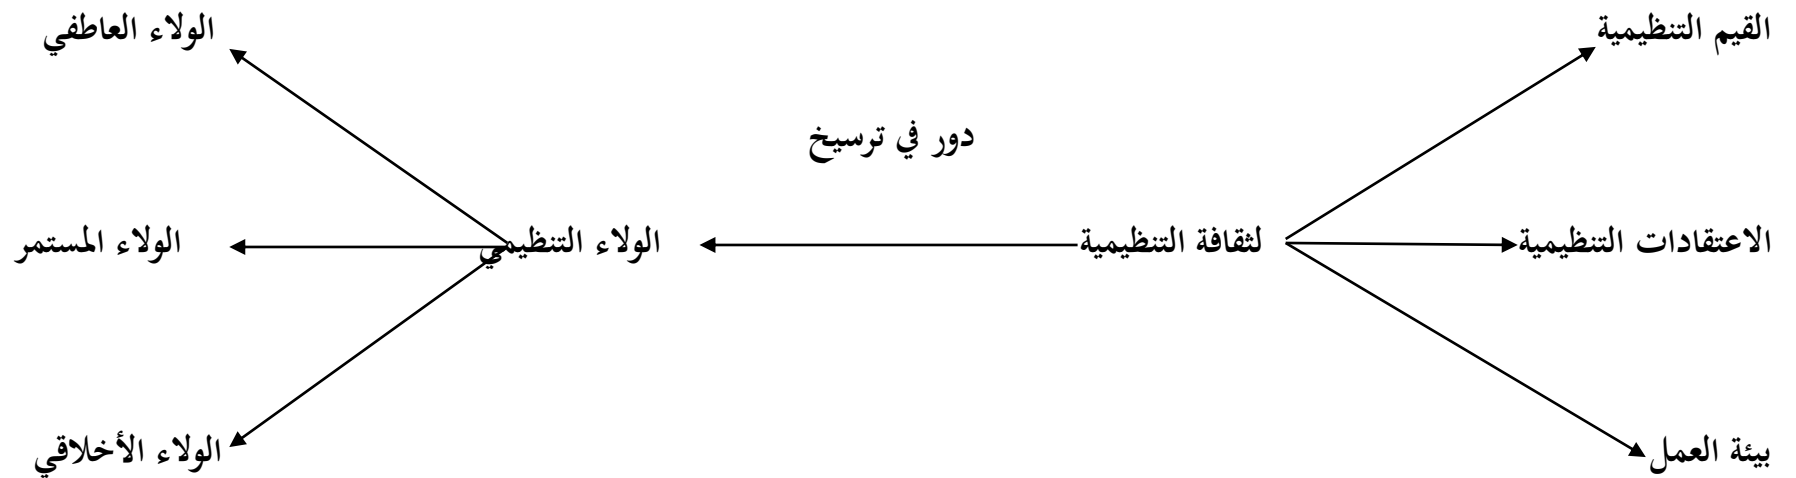 القيم التنظيمية
الولاء العاطفي
دور في ترسيخ
الاعتقادات التنظيمية
لثقافة التنظيمية
الولاء التنظيمي
الولاء المستمر
بيئة العمل
الولاء الأخلاقي